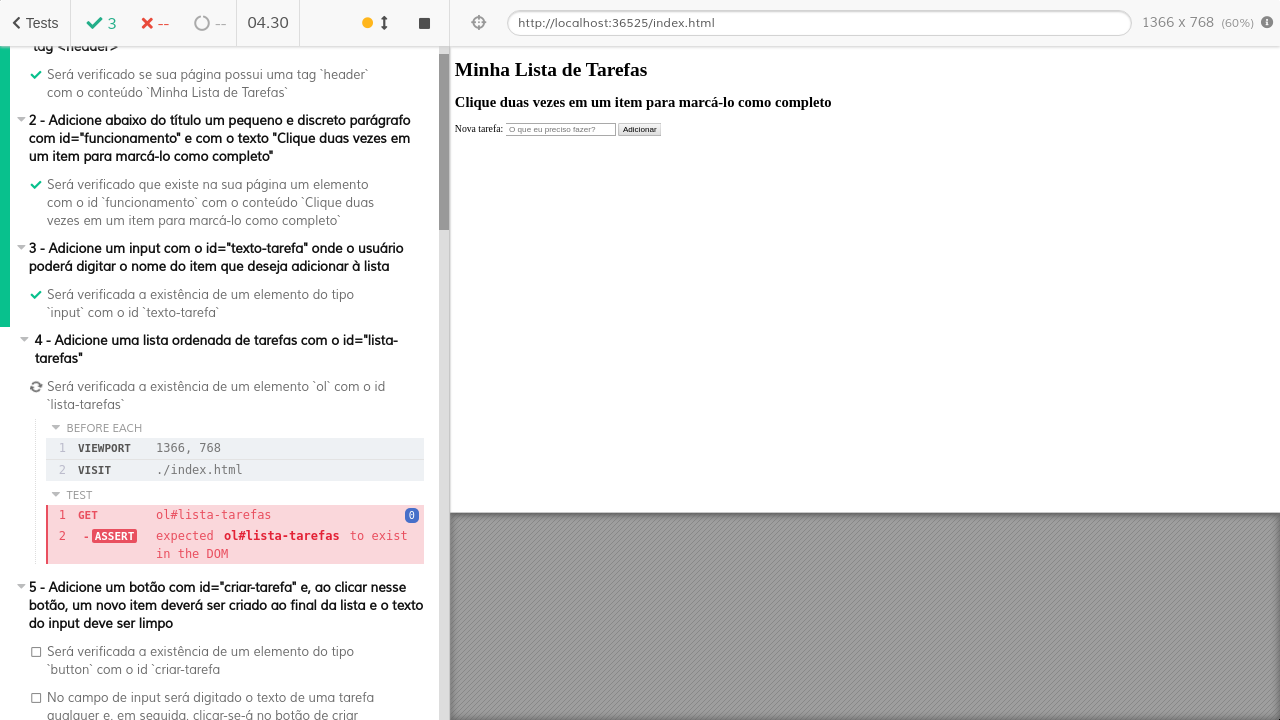 Tests
3
--
--
04.30
http://localhost:36525/index.html
1366 x 768 (60%)
tag <header>
Será verificado se sua página possui uma tag `header`
com o conteúdo `Minha Lista de Tarefas`
2 - Adicione abaixo do título um pequeno e discreto parágrafo
com id="funcionamento" e com o texto "Clique duas vezes em
um item para marcá-lo como completo"
Será verificado que existe na sua página um elemento
com o id `funcionamento` com o conteúdo `Clique duas
vezes em um item para marcá-lo como completo`
3 - Adicione um input com o id="texto-tarefa" onde o usuário
poderá digitar o nome do item que deseja adicionar à lista
Será verificada a existência de um elemento do tipo
`input` com o id `texto-tarefa`
4 - Adicione uma lista ordenada de tarefas com o id="lista-
tarefas"
Será verificada a existência de um elemento `ol` com o id
`lista-tarefas`
BEFORE EACH
1 VIEWPORT 1366, 768
2 VISIT ./index.html
TEST
1 GET ol#lista-tarefas 0
2 -ASSERT expected ol#lista-tarefas to exist
in the DOM
5 - Adicione um botão com id="criar-tarefa" e, ao clicar nesse
botão, um novo item deverá ser criado ao final da lista e o texto
do input deve ser limpo
Será verificada a existência de um elemento do tipo
`button` com o id `criar-tarefa
No campo de input será digitado o texto de uma tarefa
qualquer e, em seguida, clicar-se-á no botão de criar
Minha Lista de Tarefas
Clique duas vezes em um item para marcá-lo como completo
Nova tarefa: O que eu preciso fazer? Adicionar